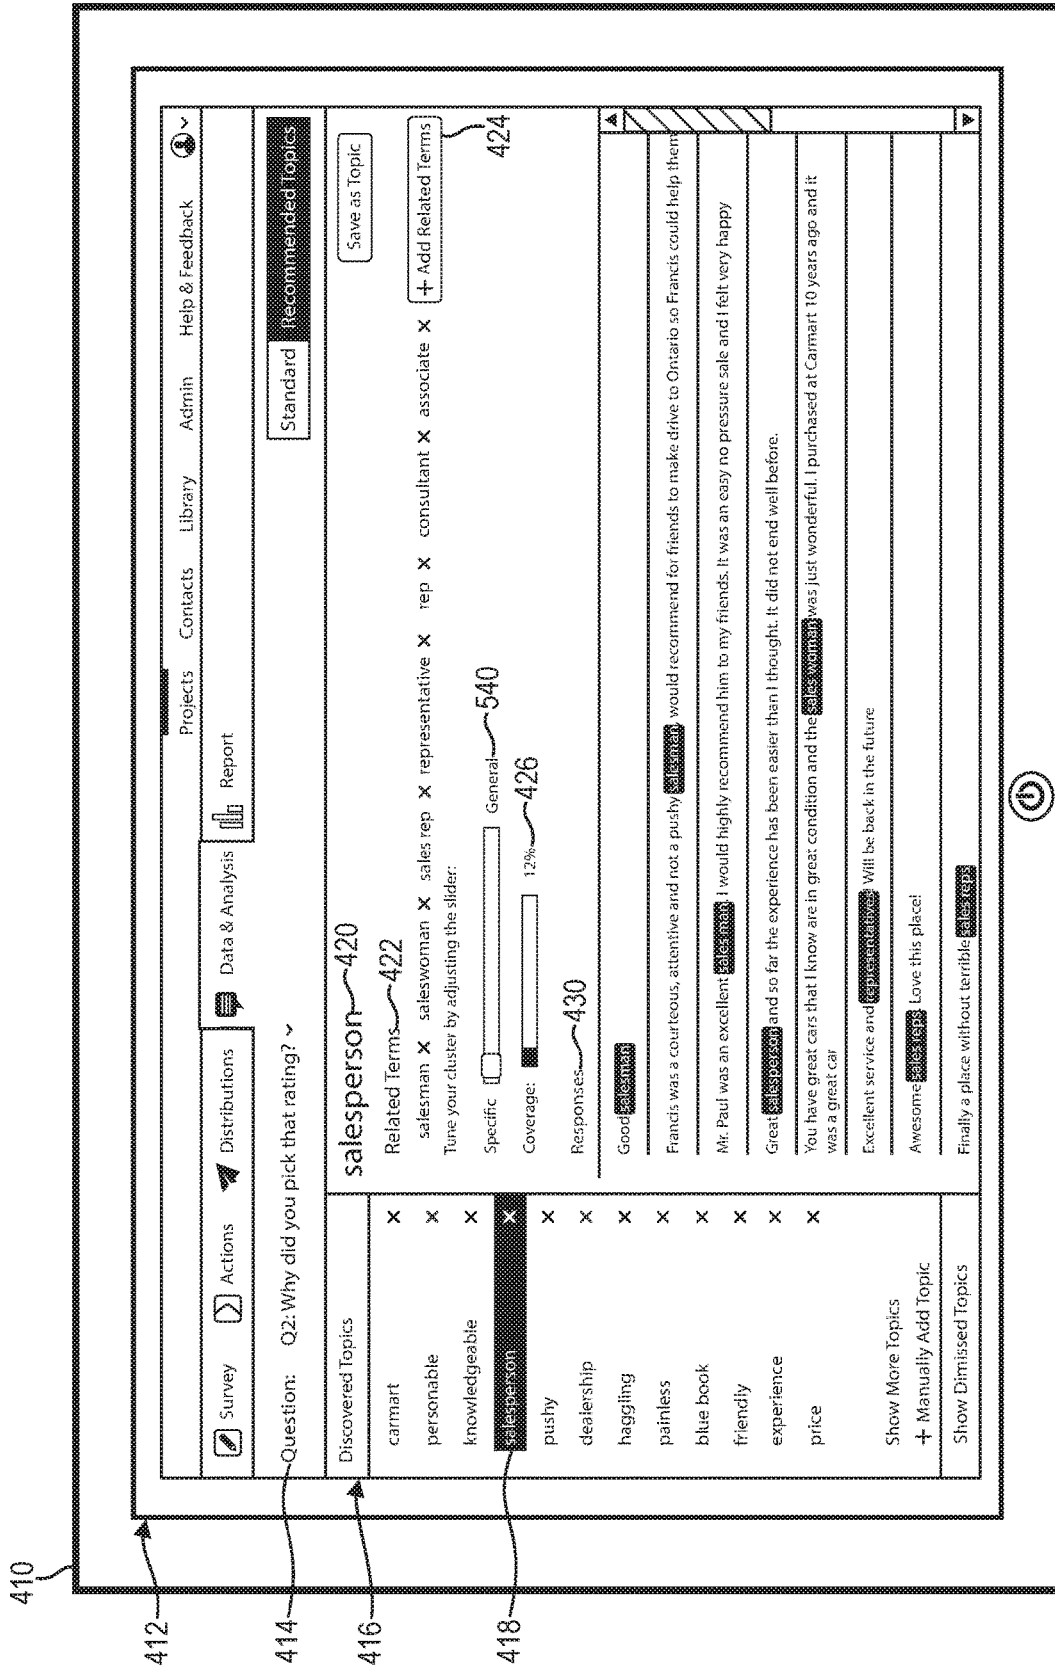 410
412
414
416
418
Projects Contacts Library Admin Help & Feedback
Survey Actions Distributions Data & Analysis Report
Question: Q2: Why did you pick that rating?
Standard Recommended Topics
Discovered Topics
carmart X
personable X
knowledgeable X
salesperson X
pushy X
dealership X
haggling X
painless X
blue book X
friendly X
experience X
price X
Show More Topics
+ Manually Add Topic
Show Dimissed Topics
salesperson 420
Save as Topic
Related Terms 422
salesman X saleswoman X sales rep X representative X rep X consultant X associate X + Add Related Terms
424
Tune your cluster by adjusting the slider:
Specific General 540
Coverage: 12% 426
Responses 430
Good salesman
Francis was a courteous, attentive and not a pushy salesman, would recommend for friends to make drive to Ontario so Francis could help them
Mr. Paul was an excellent sales man, I would highly recommend him to my friends. It was an easy no pressure sale and I felt very happy
Great salesperson and so far the experience has been easier than I thought. It did not end well before.
You have great cars that I know are in great condition and the sales woman was just wonderful. I purchased at Carmart 10 years ago and it
was a great car
Excellent service and representatives! Will be back in the future
Awesome sales reps. Love this place!
Finally a place without terrible sales reps